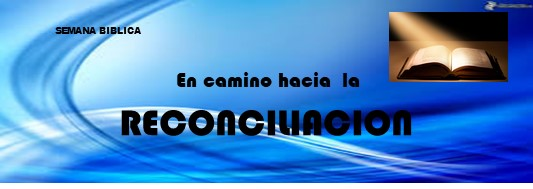 SEMANA BIBLICA
En camino hacia la
RECONCILIACION